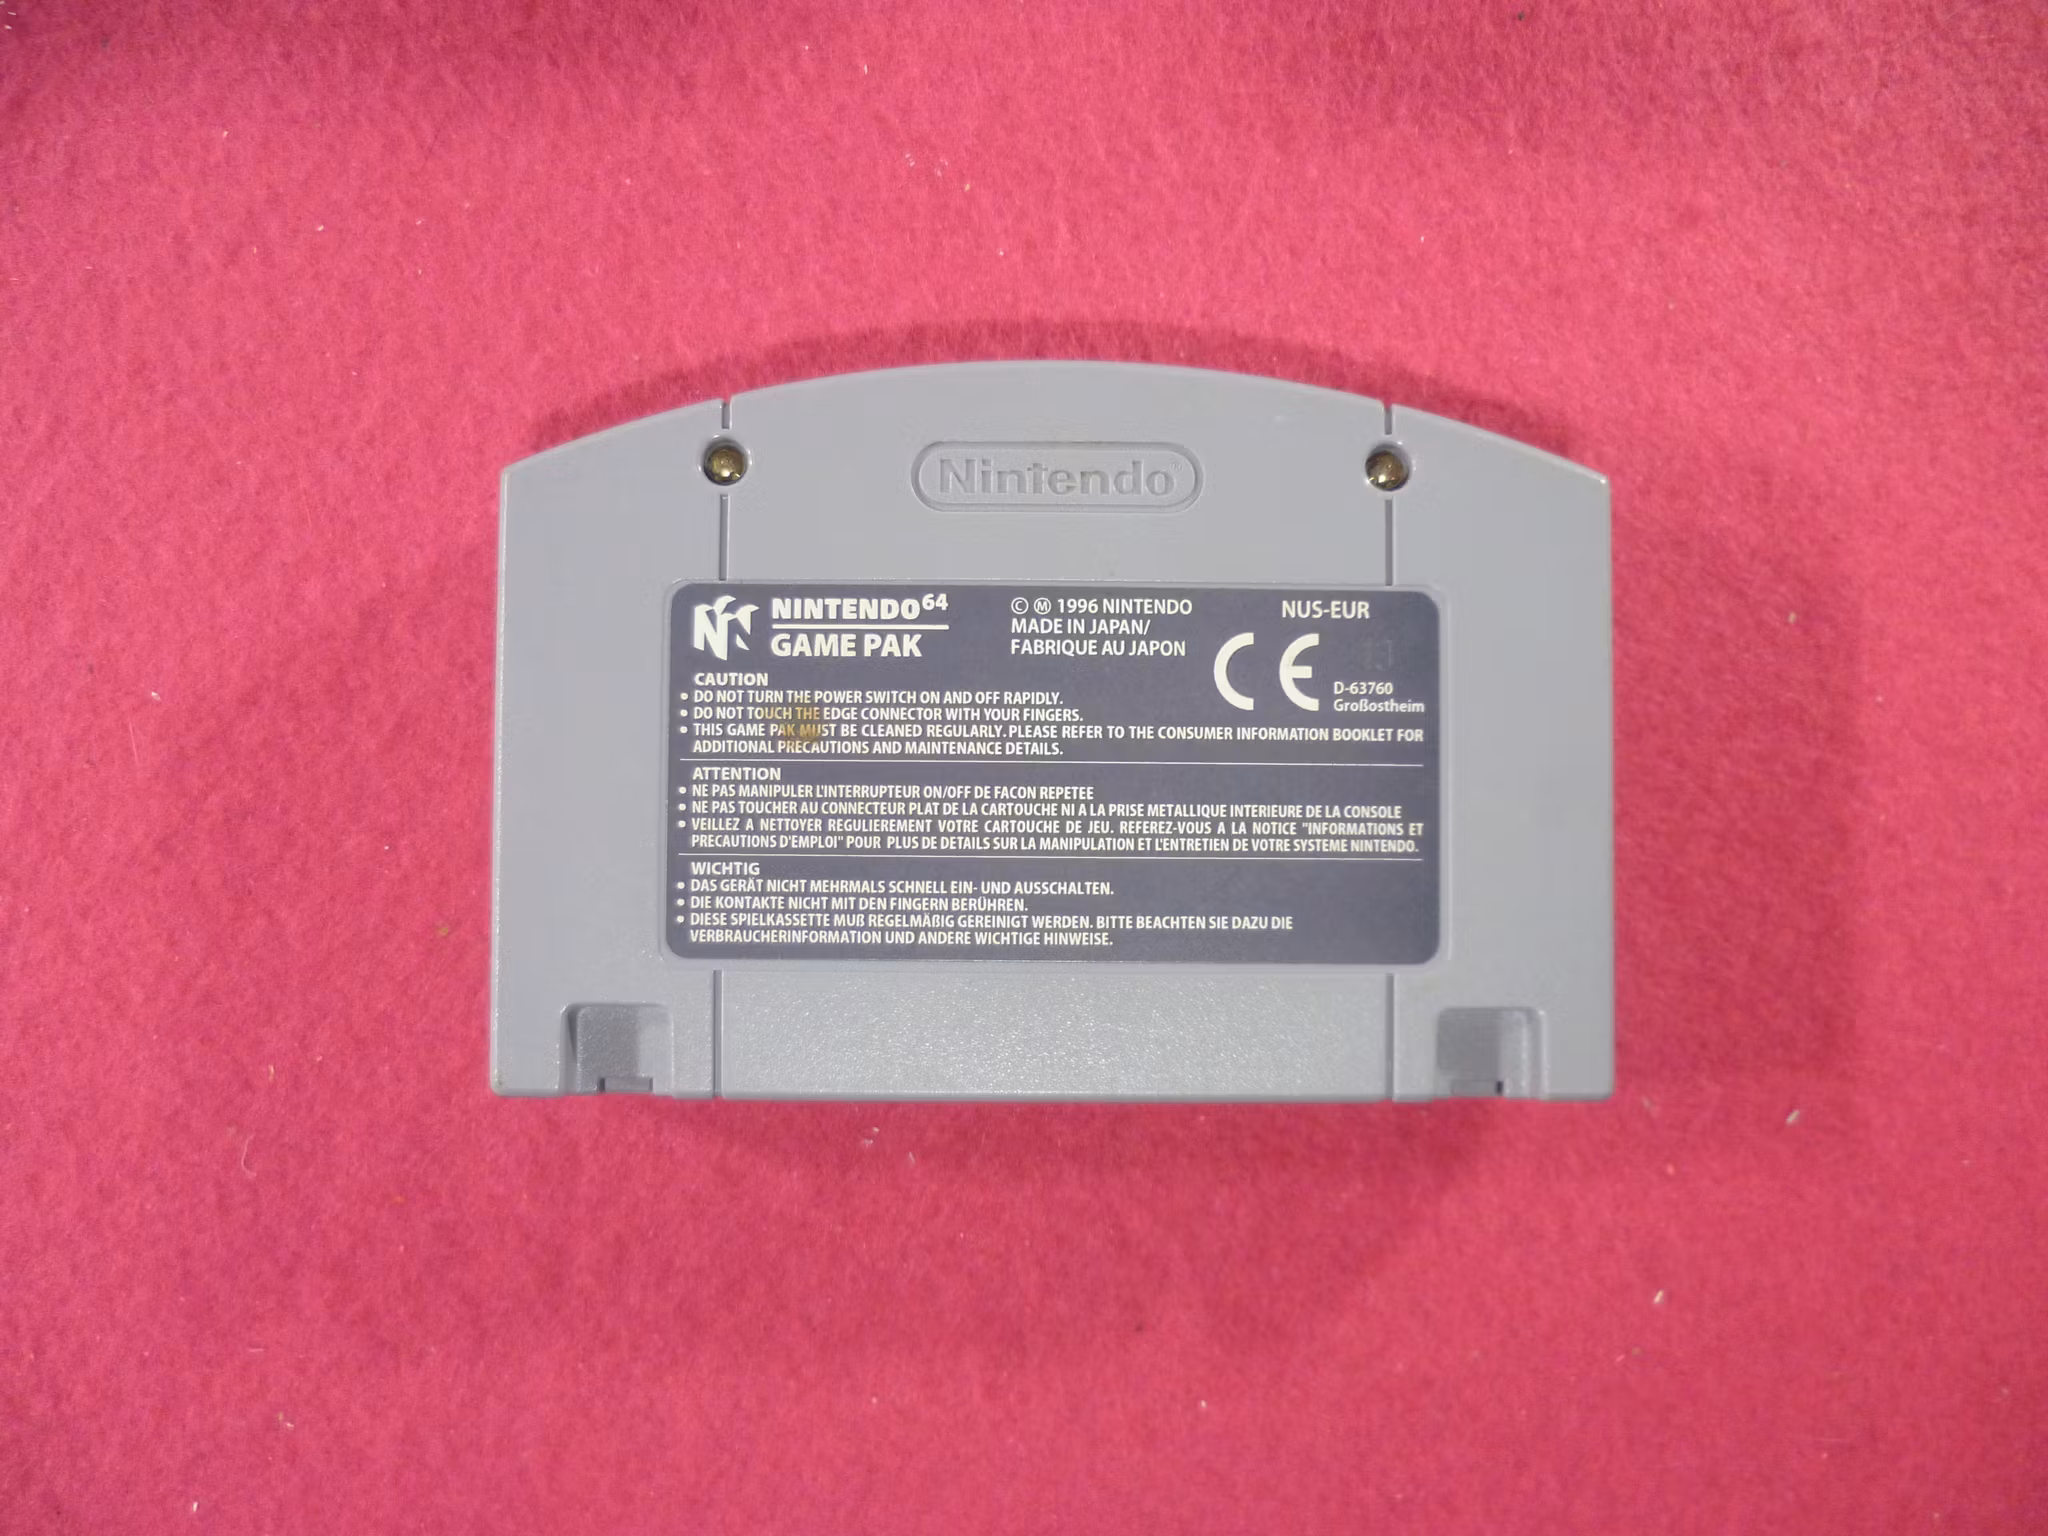 Nintendo®
NINTENDO64
GAME PAK
© Ⓜ 1996 NINTENDO
MADE IN JAPAN/
FABRIQUE AU JAPON
NUS-EUR
CE
D-63760
Großostheim
CAUTION
• DO NOT TURN THE POWER SWITCH ON AND OFF RAPIDLY.
• DO NOT TOUCH THE EDGE CONNECTOR WITH YOUR FINGERS.
• THIS GAME PAK MUST BE CLEANED REGULARLY. PLEASE REFER TO THE CONSUMER INFORMATION BOOKLET FOR
ADDITIONAL PRECAUTIONS AND MAINTENANCE DETAILS.
ATTENTION
• NE PAS MANIPULER L'INTERRUPTEUR ON/OFF DE FACON REPETEE
• NE PAS TOUCHER AU CONNECTEUR PLAT DE LA CARTOUCHE NI A LA PRISE METALLIQUE INTERIEURE DE LA CONSOLE
• VEILLEZ A NETTOYER REGULIEREMENT VOTRE CARTOUCHE DE JEU. REFEREZ-VOUS A LA NOTICE "INFORMATIONS ET
PRECAUTIONS D'EMPLOI" POUR PLUS DE DETAILS SUR LA MANIPULATION ET L'ENTRETIEN DE VOTRE SYSTEME NINTENDO.
WICHTIG
• DAS GERÄT NICHT MEHRMALS SCHNELL EIN- UND AUSSCHALTEN.
• DIE KONTAKTE NICHT MIT DEN FINGERN BERÜHREN.
• DIESE SPIELKASSETTE MUß REGELMÄßIG GEREINIGT WERDEN. BITTE BEACHTEN SIE DAZU DIE
VERBRAUCHERINFORMATION UND ANDERE WICHTIGE HINWEISE.